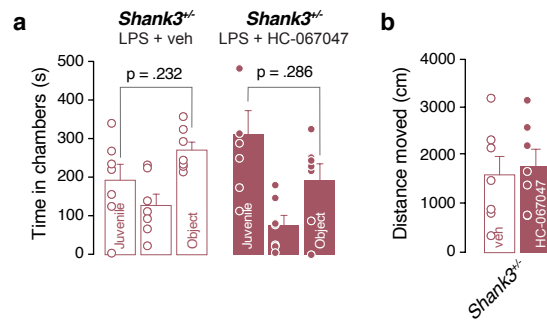 a
Shank3+/-
LPS + veh
Shank3+/-
LPS + HC-067047
p = .232
p = .286
Time in chambers (s)
500
400
300
200
100
0
Juvenile
Object
Juvenile
Object
b
Distance moved (cm)
4000
3000
2000
1000
0
veh
HC-067047
Shank3+/-